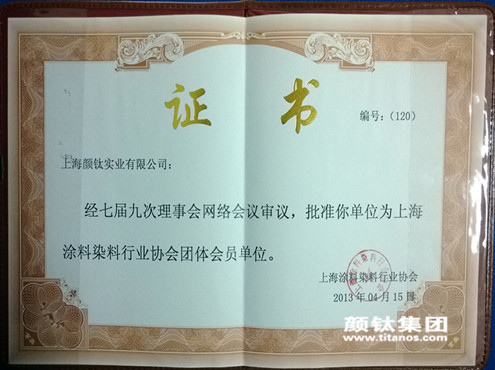 证 书
编号：（120）
上海颜钛实业有限公司：
经七届九次理事会网络会议审议，批准你单位为上海
涂料染料行业协会团体会员单位。
上海涂料染料行业协会
2013年04月15日
颜钛集团
www.titanos.com